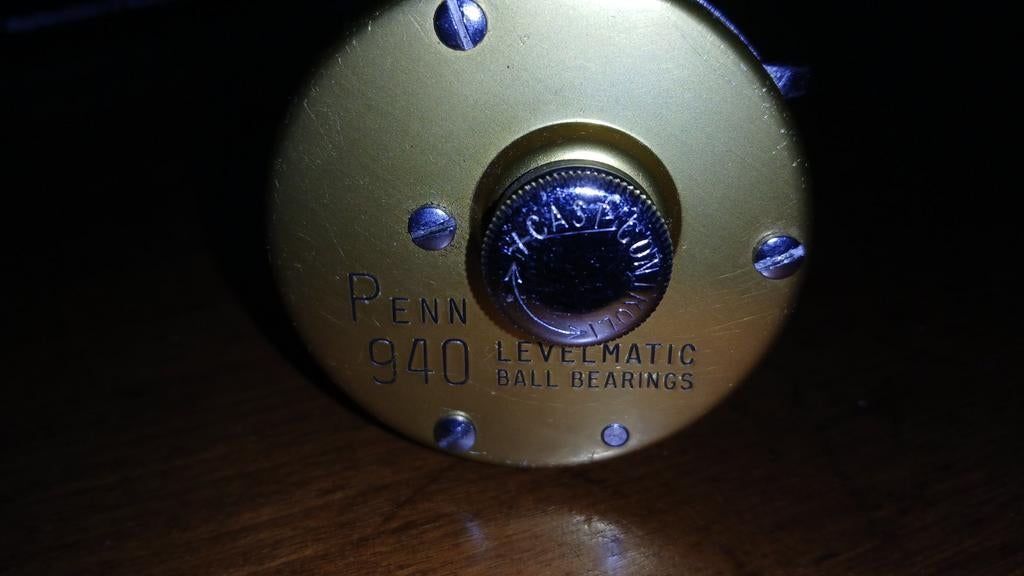 CAST CONTROL
PENN
940 LEVELMATIC
BALL BEARINGS